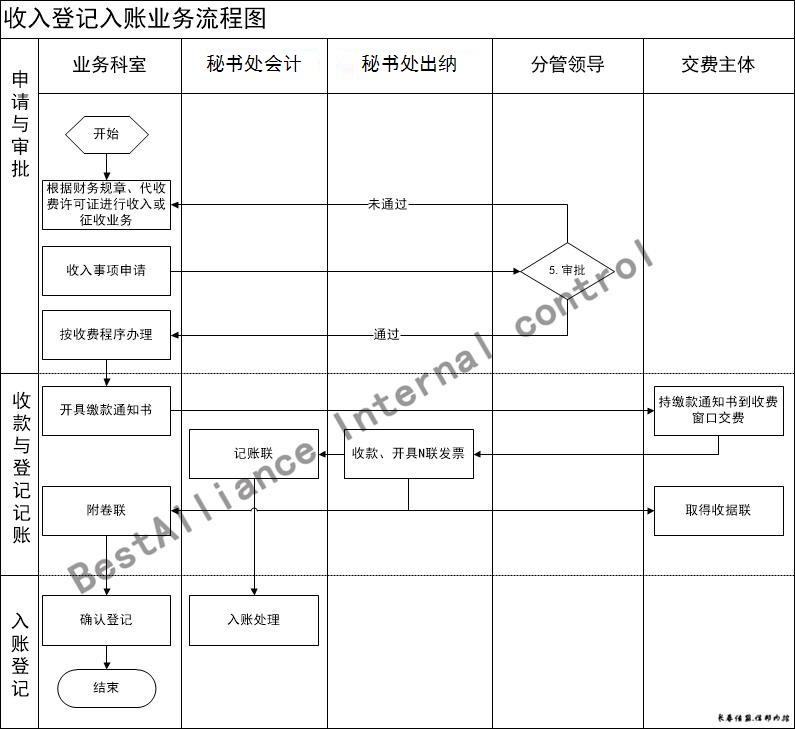 收入登记入账业务流程图
业务科室
秘书处会计
秘书处出纳
分管领导
交费主体
申请与审批
开始
根据财务规章、代收
费许可证进行收入或
征收业务
未通过
收入事项申请
5. 审批
按收费程序办理
通过
收款与登记记账
开具缴款通知书
持缴款通知书到收费
窗口交费
记账联
收款、开具N联发票
附卷联
取得收据联
入账登记
确认登记
入账处理
结束
BestAlliance Internal control